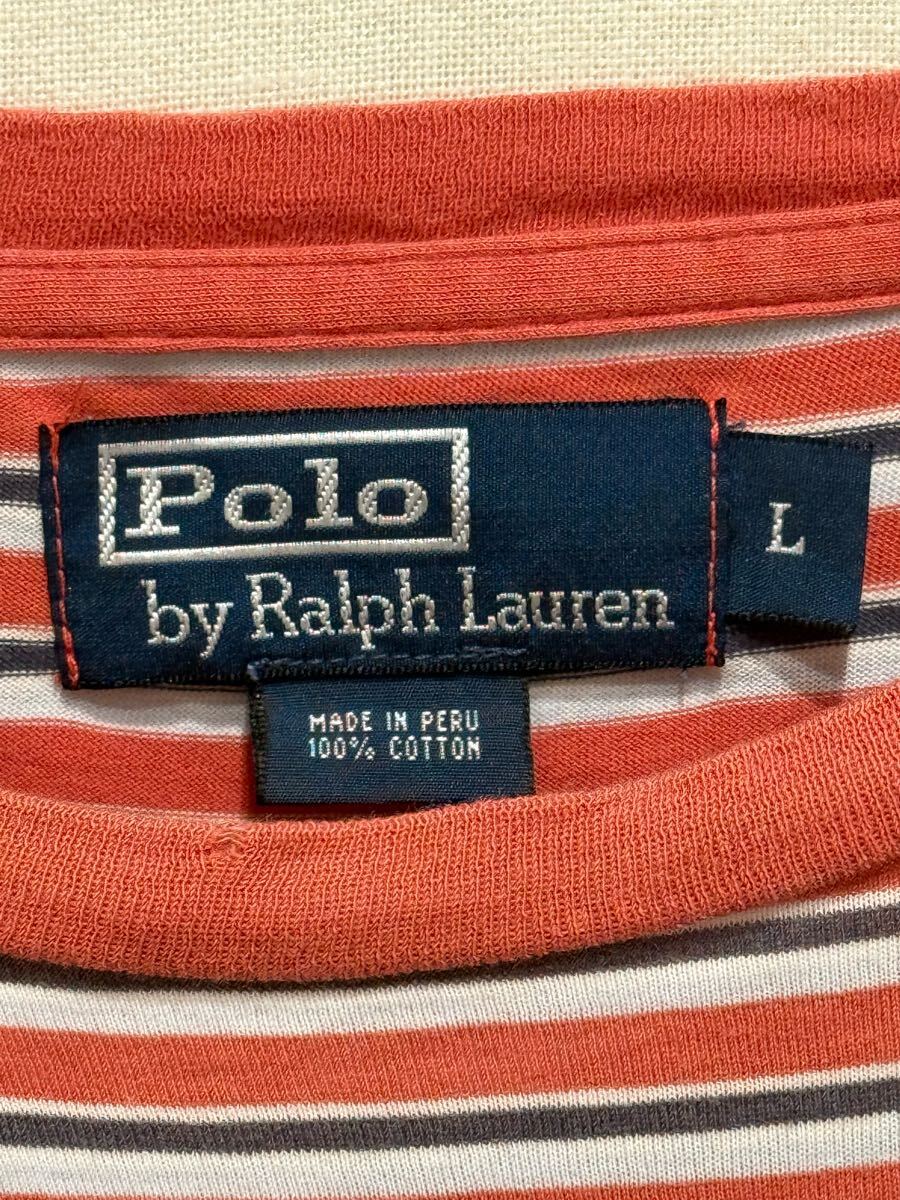 Polo
by Ralph Lauren
L
MADE IN PERU
100% COTTON